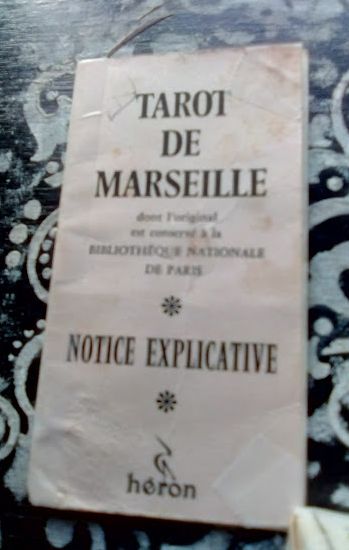 TAROT
DE
MARSEILLE
dont l'original
est conservé à la
BIBLIOTHÈQUE NATIONALE
DE PARIS
NOTICE EXPLICATIVE
héron